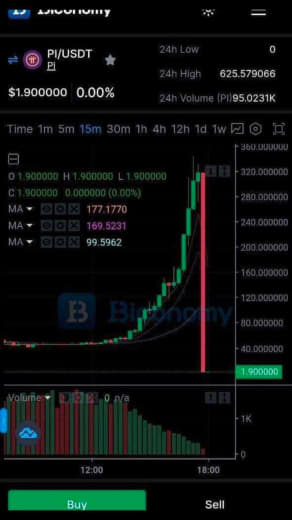 Biconomy
PI/USDT
Pi
$1.900000 0.00%
24h Low 0
24h High 625.579066
24h Volume (PI) 95.0231K
Time 1m 5m 15m 30m 1h 4h 12h 1d 1w
O 1.900000 H 1.900000 L 1.900000
C 1.900000 0.000000 (0.00%)
MA 177.1770
MA 169.5231
MA 99.5962
360.000000
320.000000
280.000000
240.000000
200.000000
160.000000
120.000000
80.000000
40.000000
1.900000
Biconomy
Volume 0 n/a
1K
0
12:00 18:00
Buy Sell